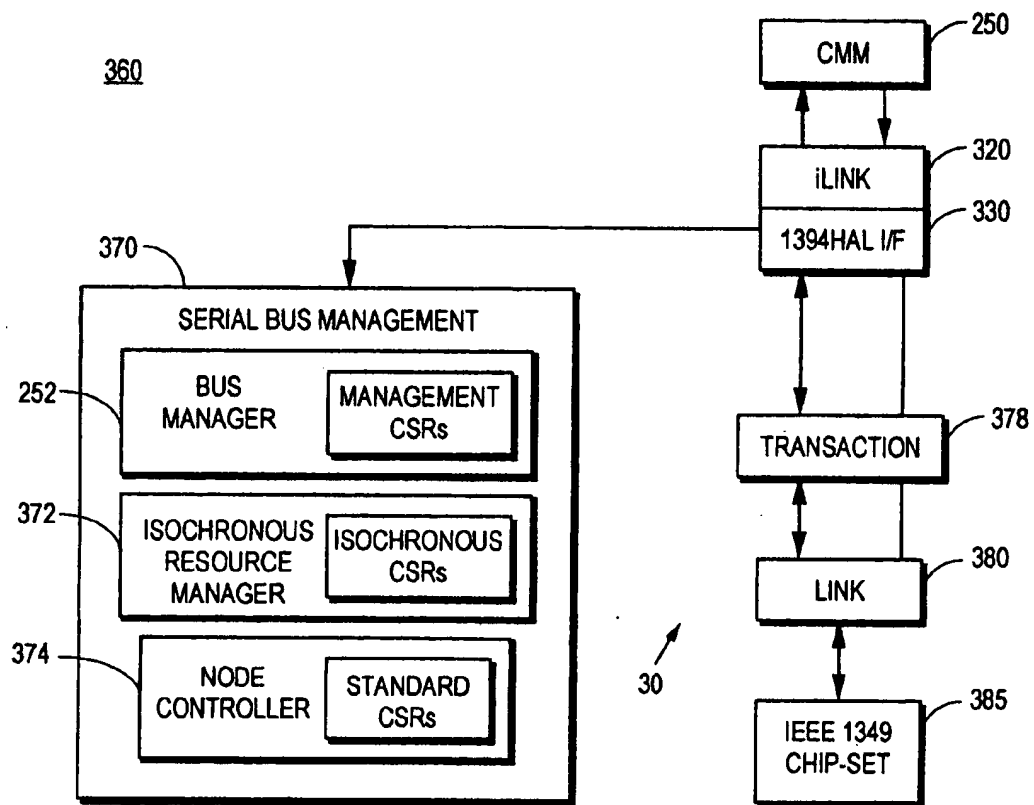 360
250
CMM
320
iLINK
330
1394HAL I/F
370
SERIAL BUS MANAGEMENT
252
BUS
MANAGER
MANAGEMENT
CSRs
372
ISOCHRONOUS
RESOURCE
MANAGER
ISOCHRONOUS
CSRs
374
NODE
CONTROLLER
STANDARD
CSRs
378
TRANSACTION
380
LINK
30
385
IEEE 1349
CHIP-SET